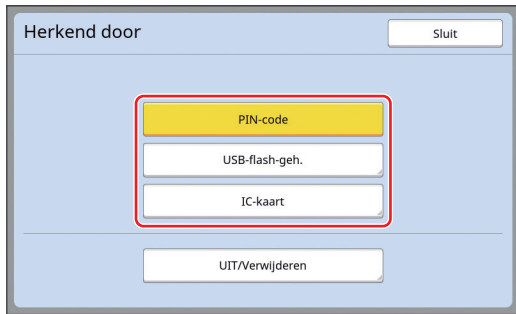 Herkend door
Sluit
PIN-code
USB-flash-geh.
IC-kaart
UIT/Verwijderen